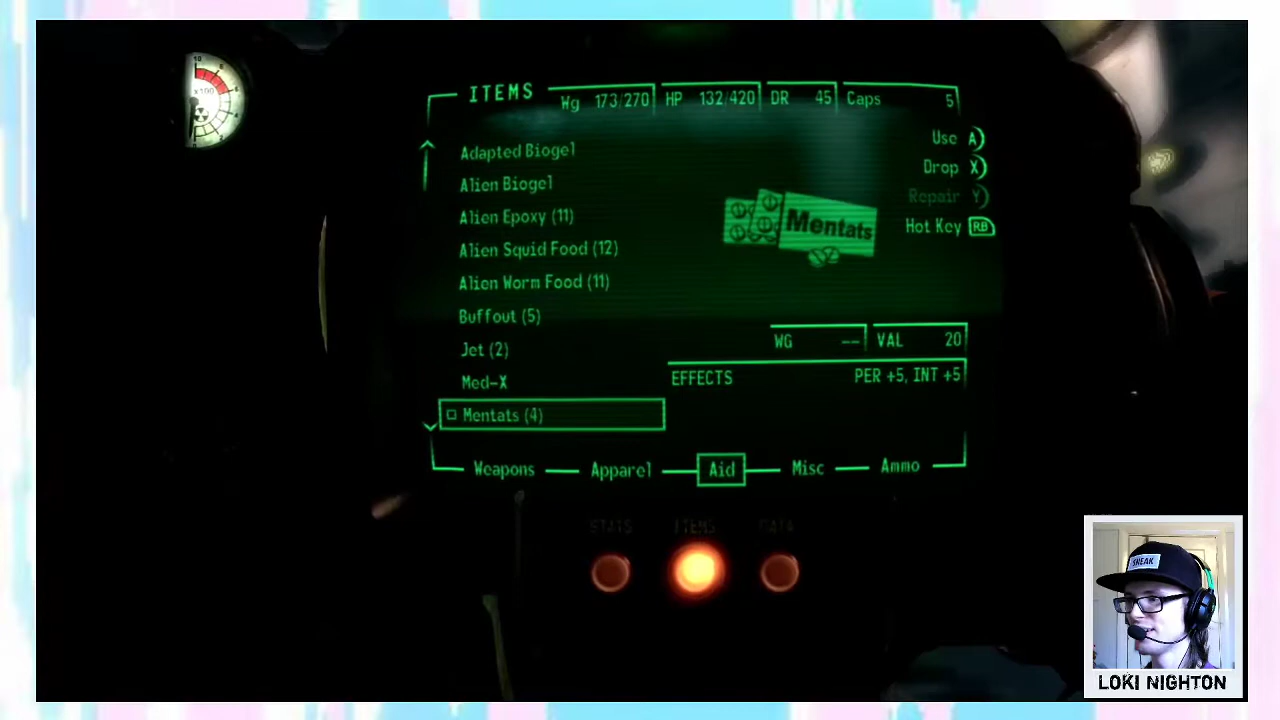 ITEMS
Wg 173/270
HP 132/420
DR 45
Caps 5
Adapted Biogel
Alien Biogel
Alien Epoxy (11)
Alien Squid Food (12)
Alien Worm Food (11)
Buffout (5)
Jet (2)
Med-X
Mentats (4)
Mentats
Use A)
Drop X)
Repair Y)
Hot Key RB
WG --
VAL 20
EFFECTS PER +5, INT +5
Weapons
Apparel
Aid
Misc
Ammo
STATS
ITEMS
DATA
x100
SNEAK
LOKI NIGHTON